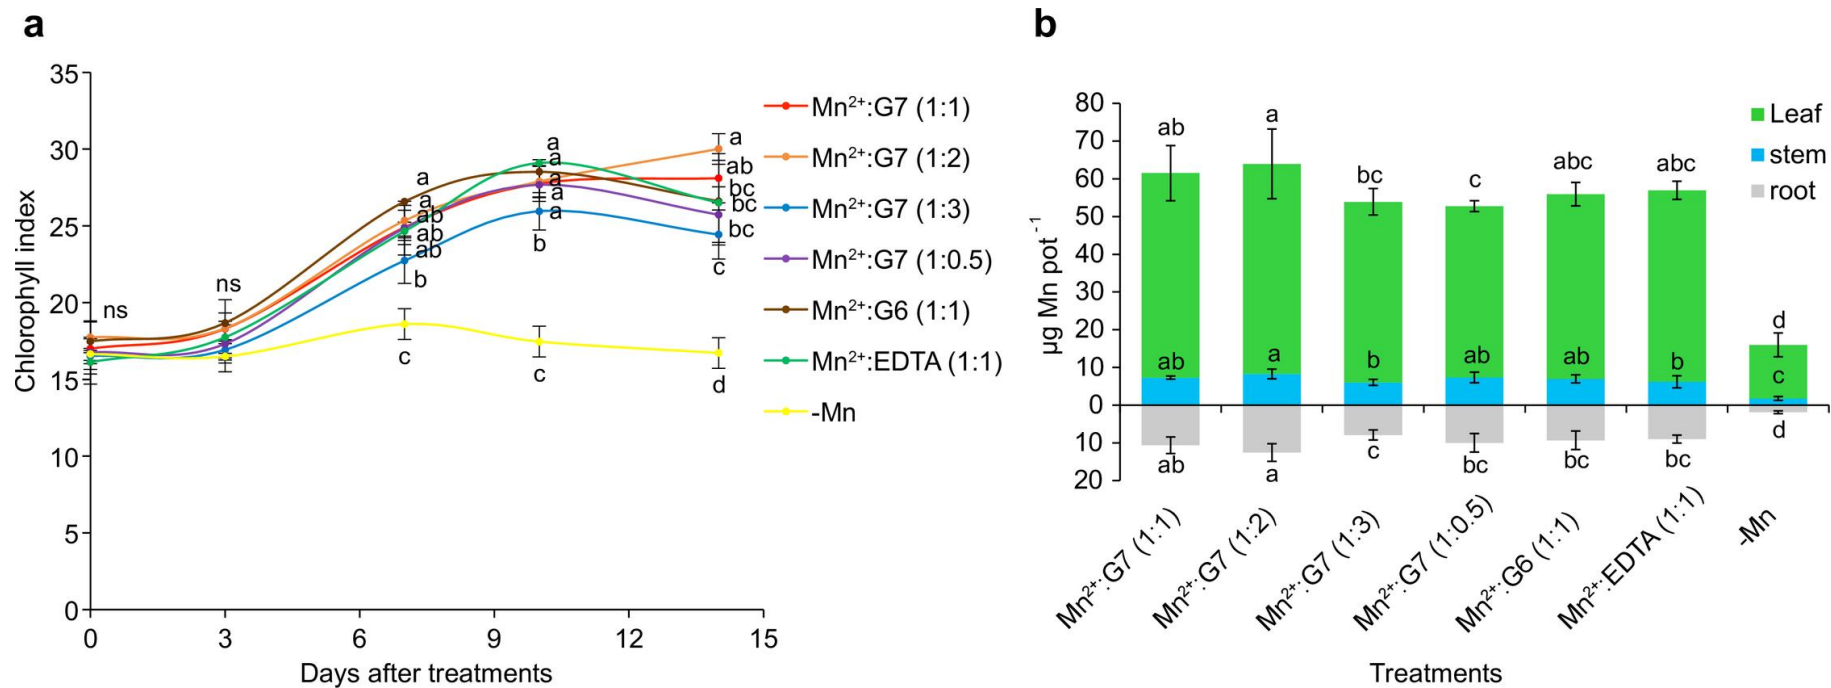 a
Chlorophyll index
35
30
25
20
15
10
5
0
0 3 6 9 12 15
Days after treatments
ns
ns
a
a
ab
ab
ab
b
c
a
a
a
a
a
b
c
a
ab
bc
bc
bc
c
d
Mn²⁺:G7 (1:1)
Mn²⁺:G7 (1:2)
Mn²⁺:G7 (1:3)
Mn²⁺:G7 (1:0.5)
Mn²⁺:G6 (1:1)
Mn²⁺:EDTA (1:1)
-Mn
b
µg Mn pot⁻¹
80
70
60
50
40
30
20
10
0
10
20
ab a bc c abc abc d
ab a b ab ab b c
ab a c bc bc bc d
Leaf
stem
root
Mn²⁺:G7 (1:1)
Mn²⁺:G7 (1:2)
Mn²⁺:G7 (1:3)
Mn²⁺:G7 (1:0.5)
Mn²⁺:G6 (1:1)
Mn²⁺:EDTA (1:1)
-Mn
Treatments